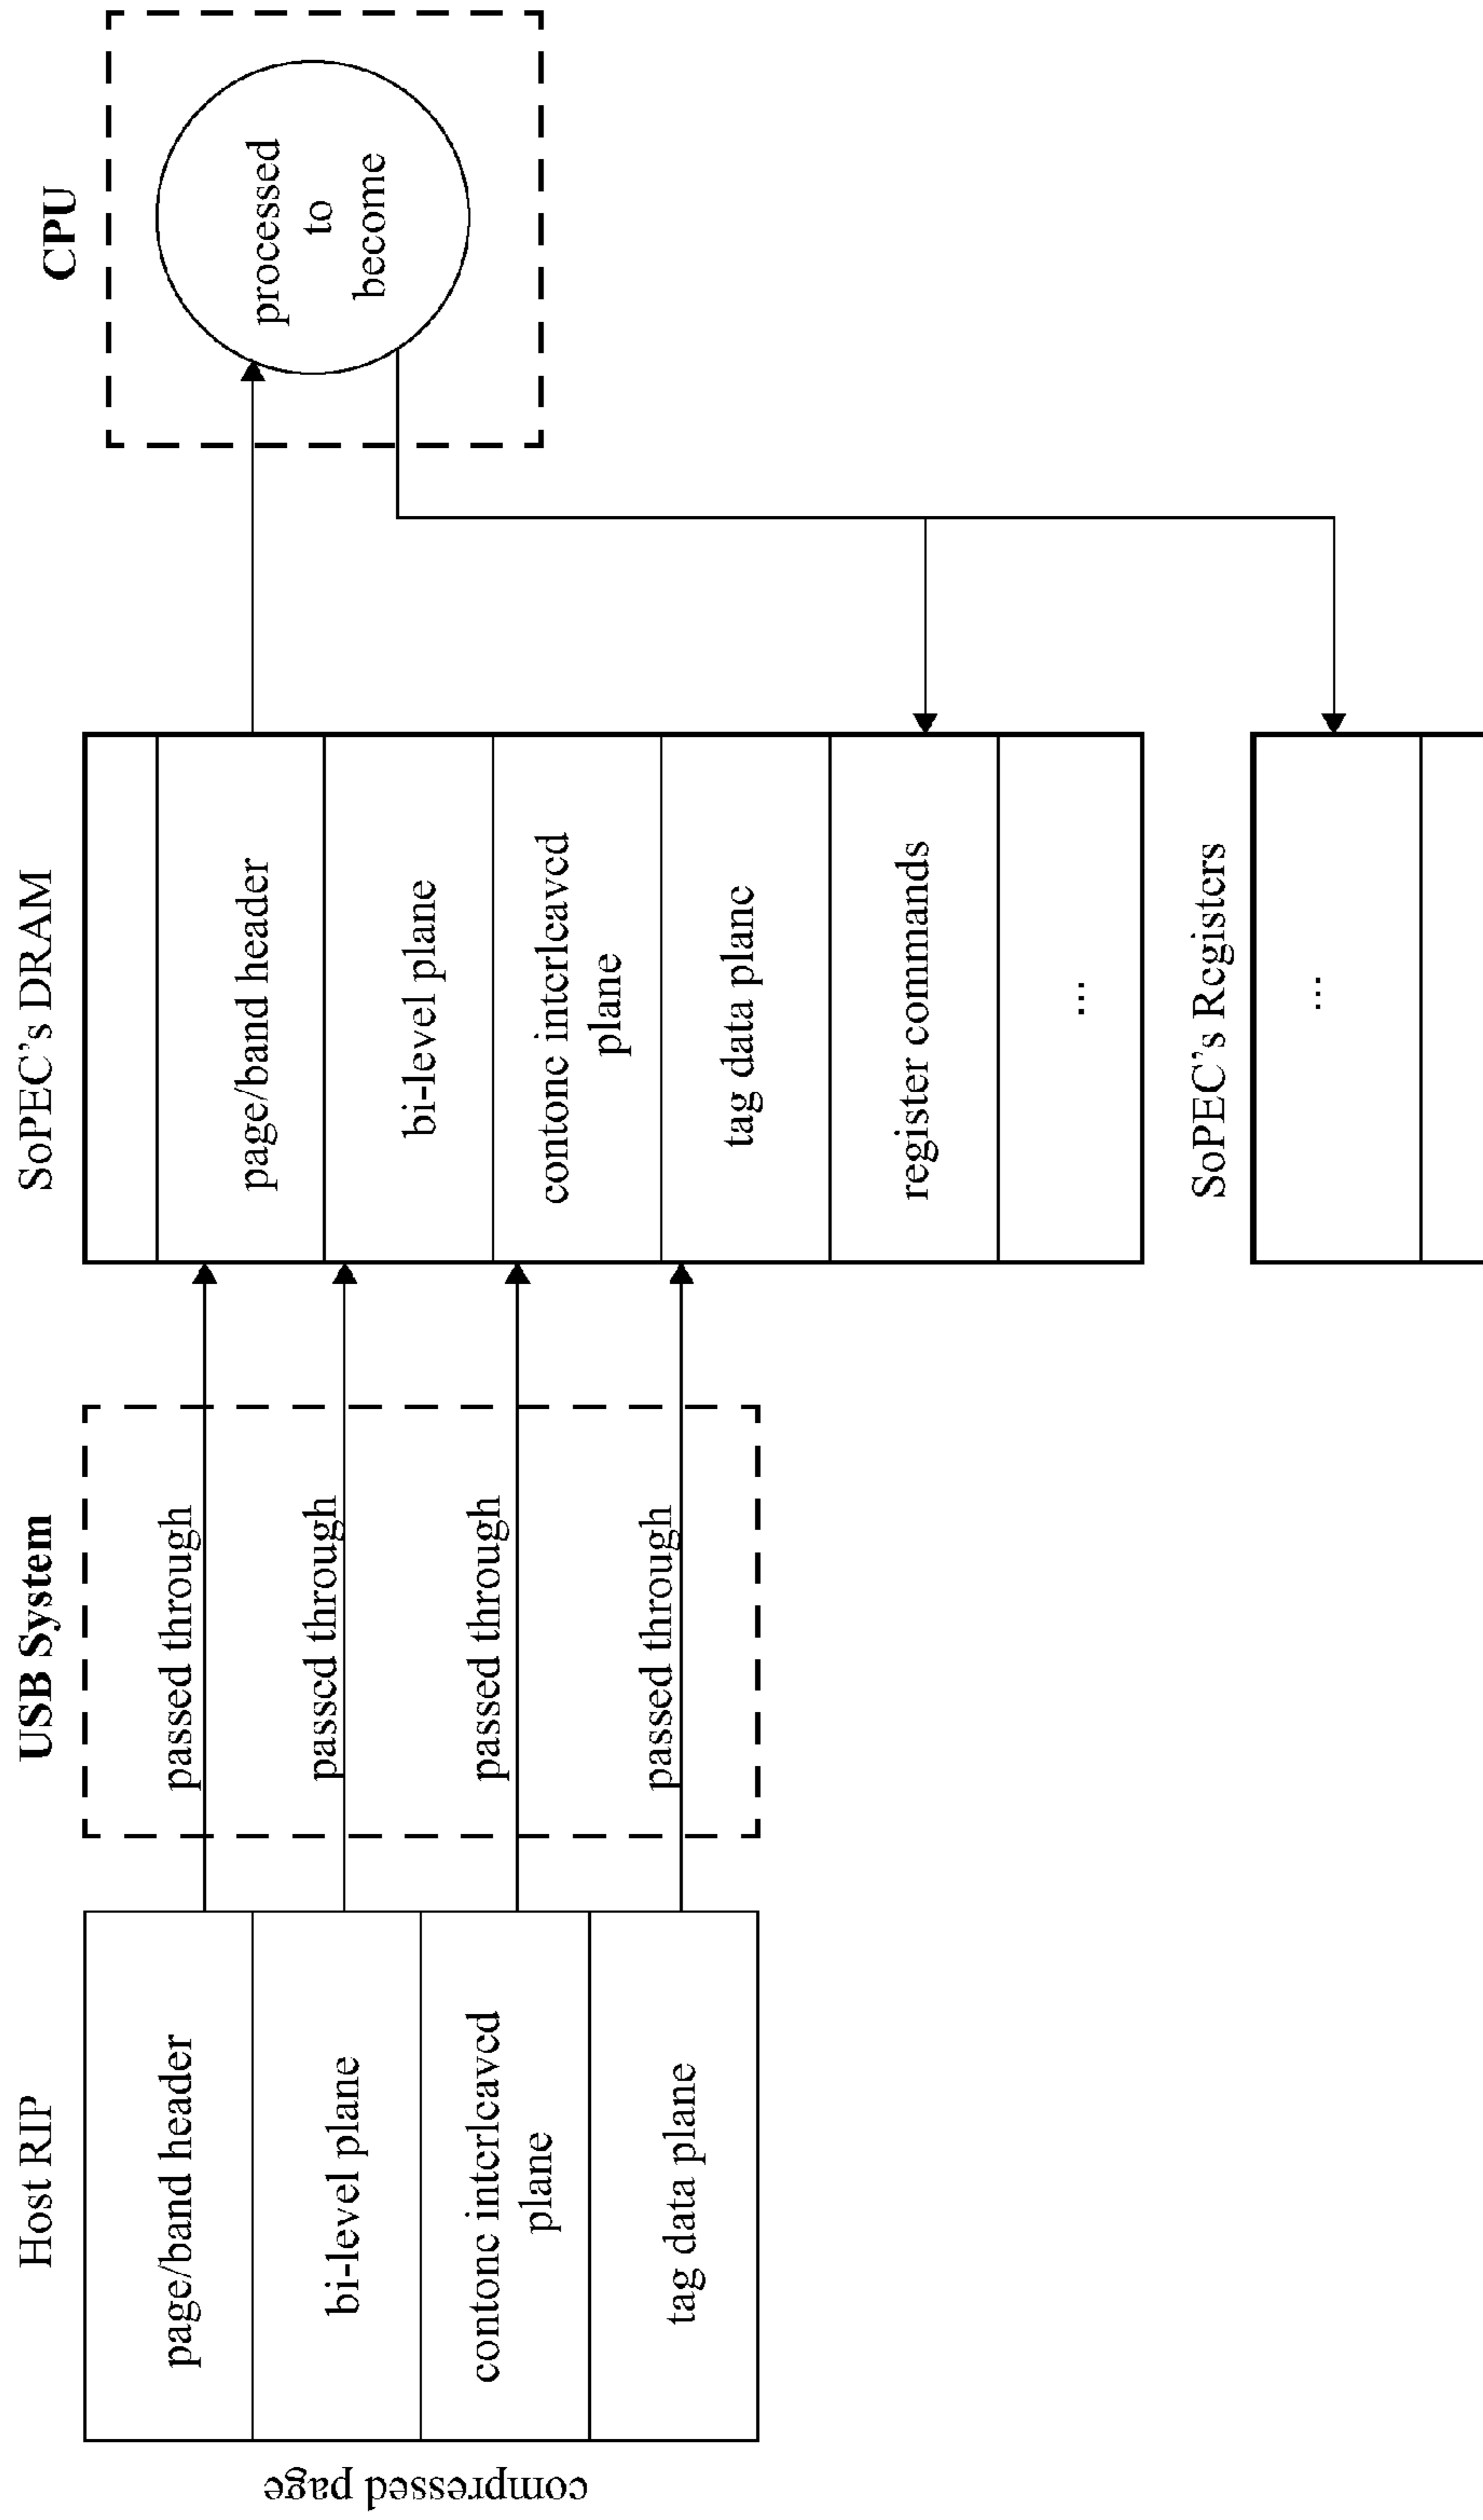 Host RIP
page/band header
bi-level plane
contone interleaved
plane
tag data plane
compressed page
USB System
passed through
passed through
passed through
passed through
SoPEC's DRAM
page/band header
bi-level plane
contone interleaved
plane
tag data plane
register commands
...
SoPEC's Registers
...
CPU
processed
to
become